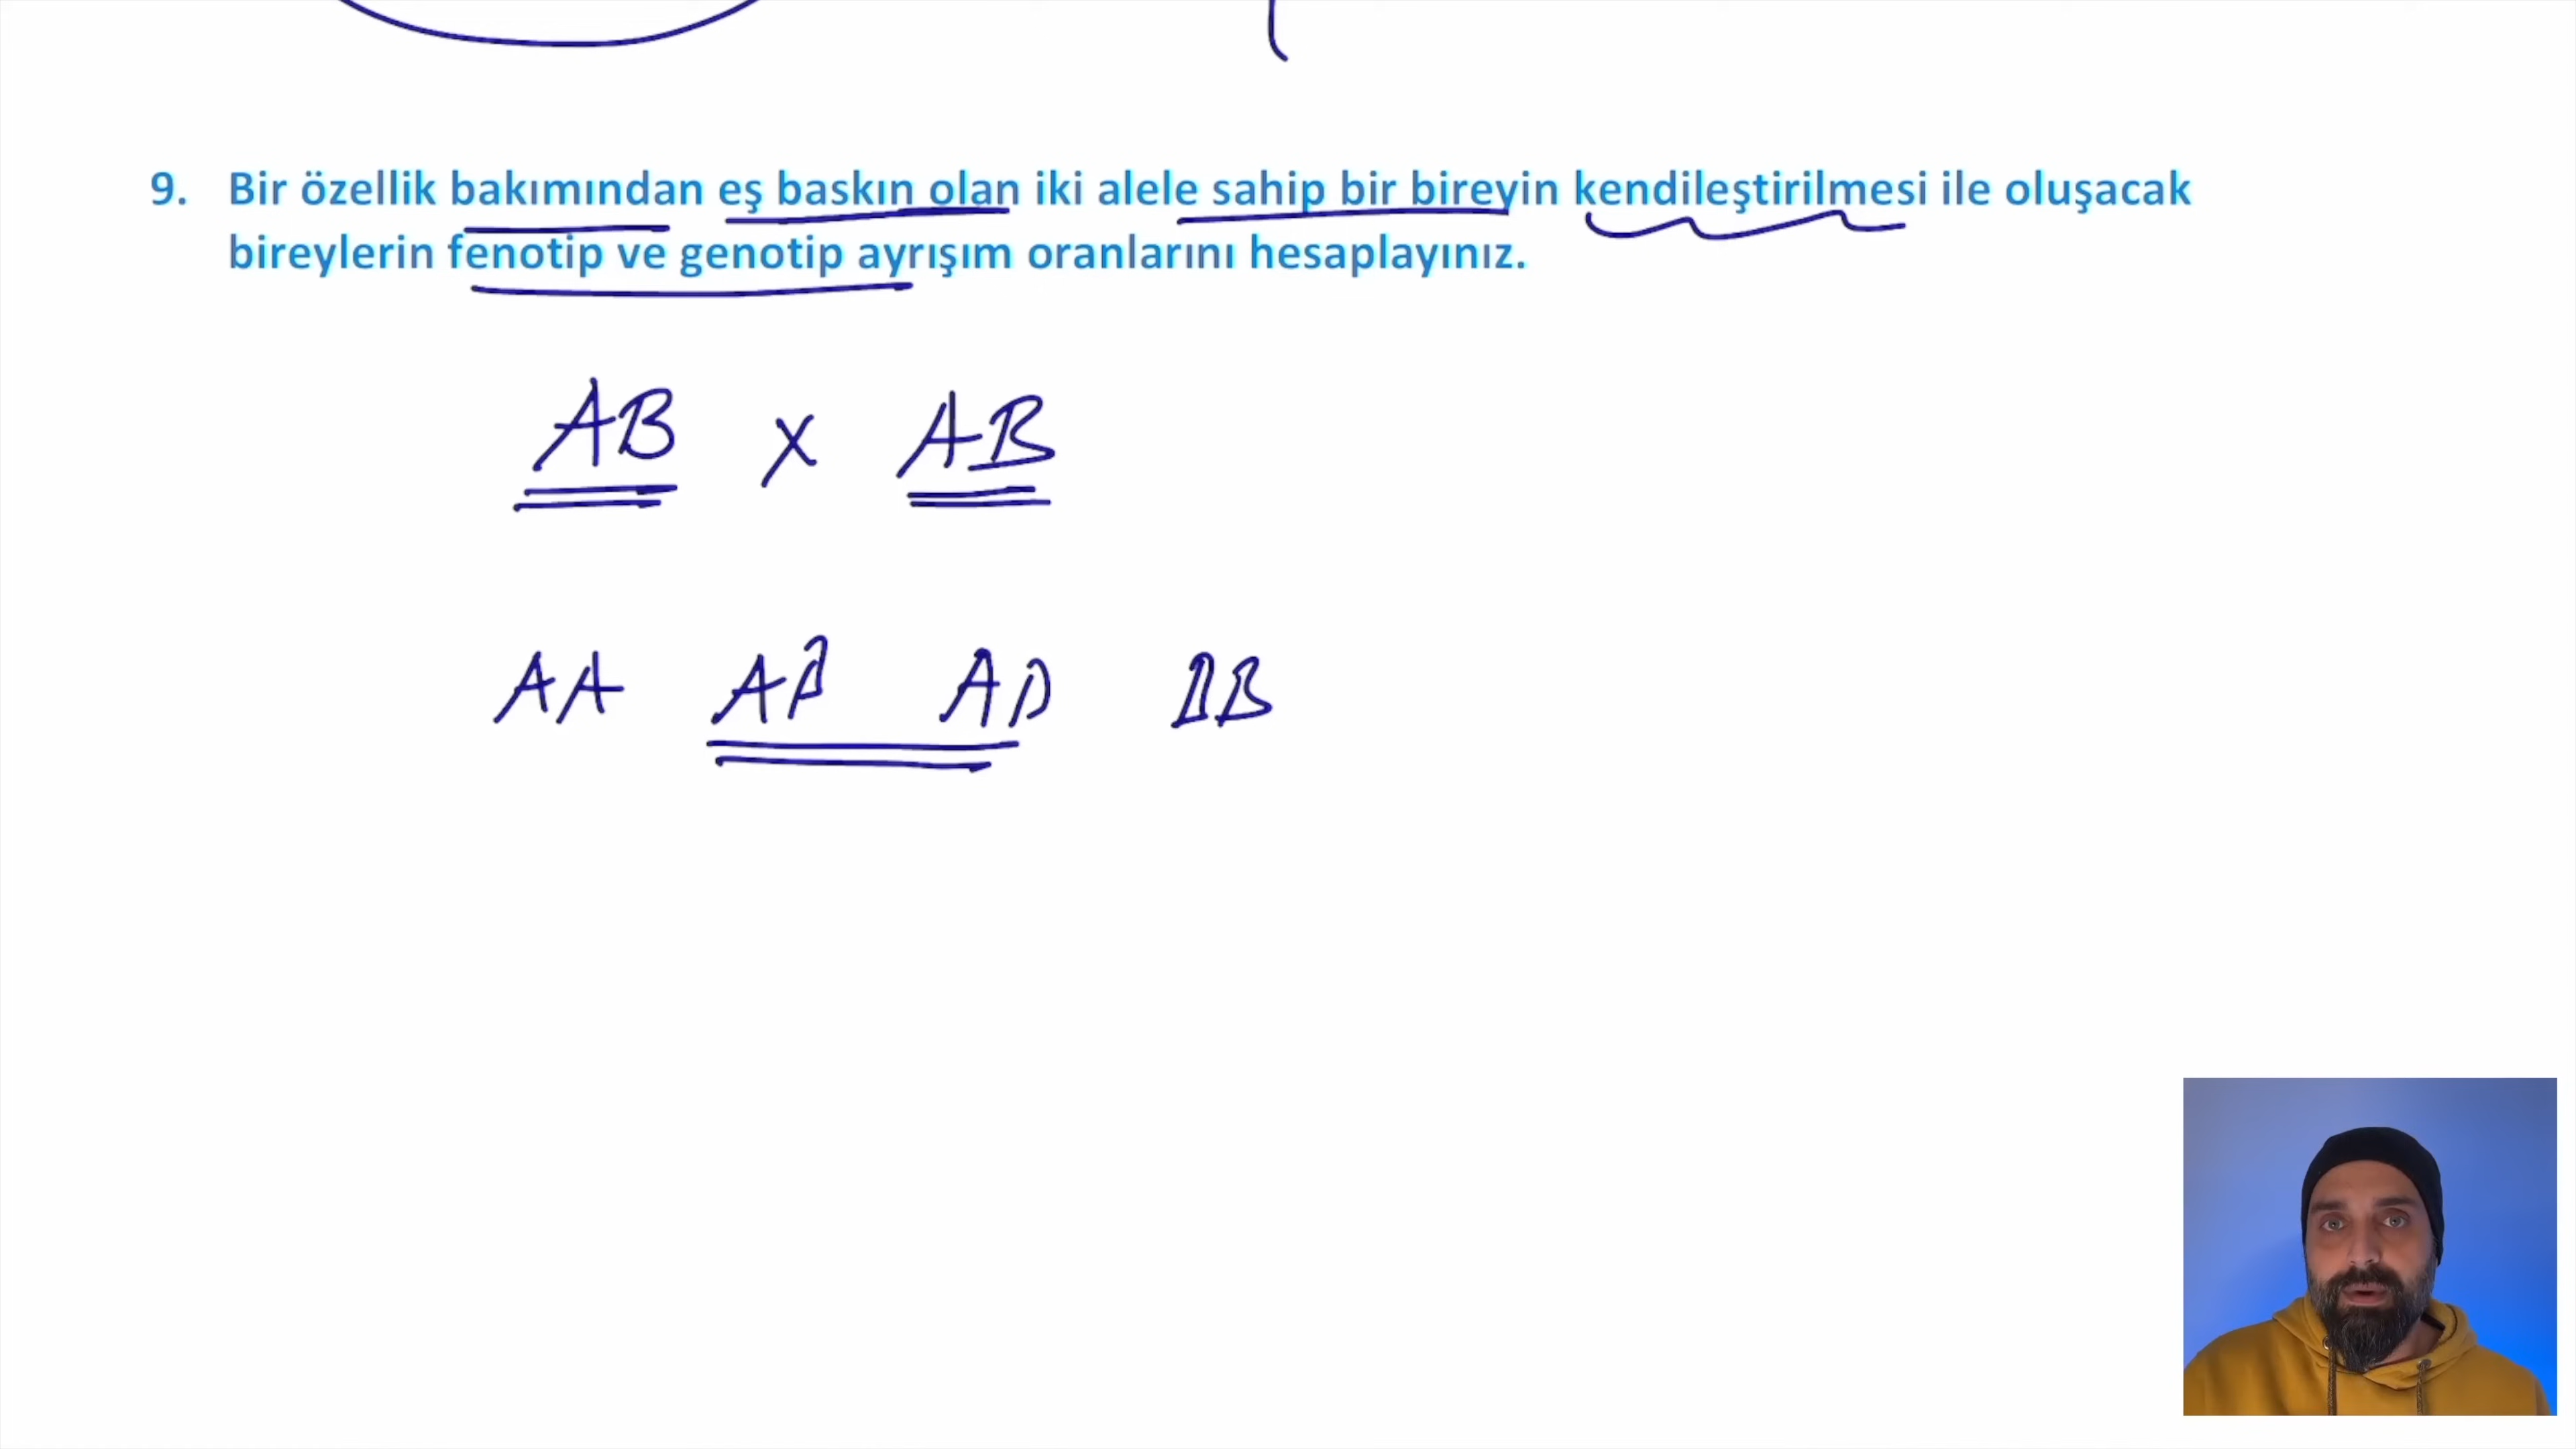 9. Bir özellik bakımından eş baskın olan iki alele sahip bir bireyin kendileştirilmesi ile oluşacak
bireylerin fenotip ve genotip ayrışım oranlarını hesaplayınız.
AB x AB
AA AB AB BB